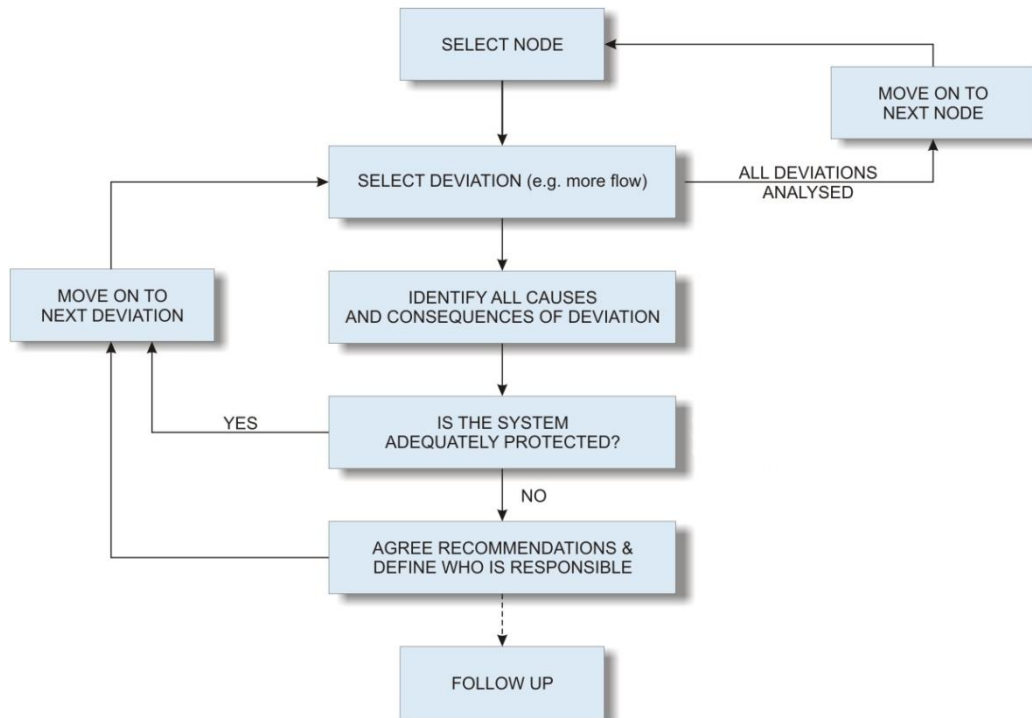 SELECT NODE
MOVE ON TO
NEXT NODE
SELECT DEVIATION (e.g. more flow)
ALL DEVIATIONS
ANALYSED
MOVE ON TO
NEXT DEVIATION
IDENTIFY ALL CAUSES
AND CONSEQUENCES OF DEVIATION
YES
IS THE SYSTEM
ADEQUATELY PROTECTED?
NO
AGREE RECOMMENDATIONS &
DEFINE WHO IS RESPONSIBLE
FOLLOW UP